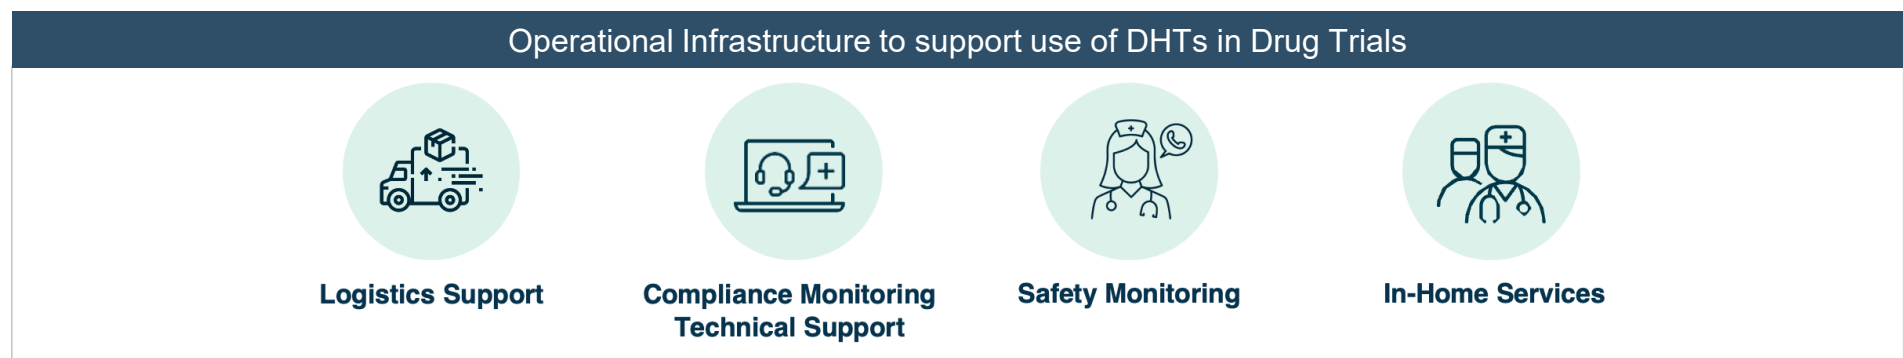 Operational Infrastructure to support use of DHTs in Drug Trials
Logistics Support
Compliance Monitoring
Technical Support
Safety Monitoring
In-Home Services